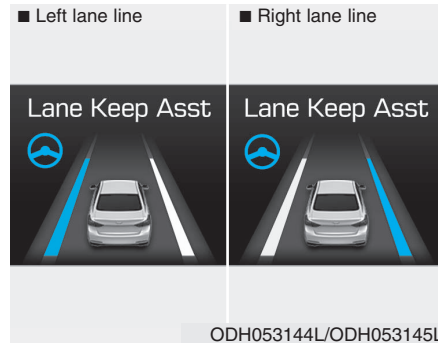 ■ Left lane line
■ Right lane line
Lane Keep Asst
Lane Keep Asst
ODH053144L/ODH053145L